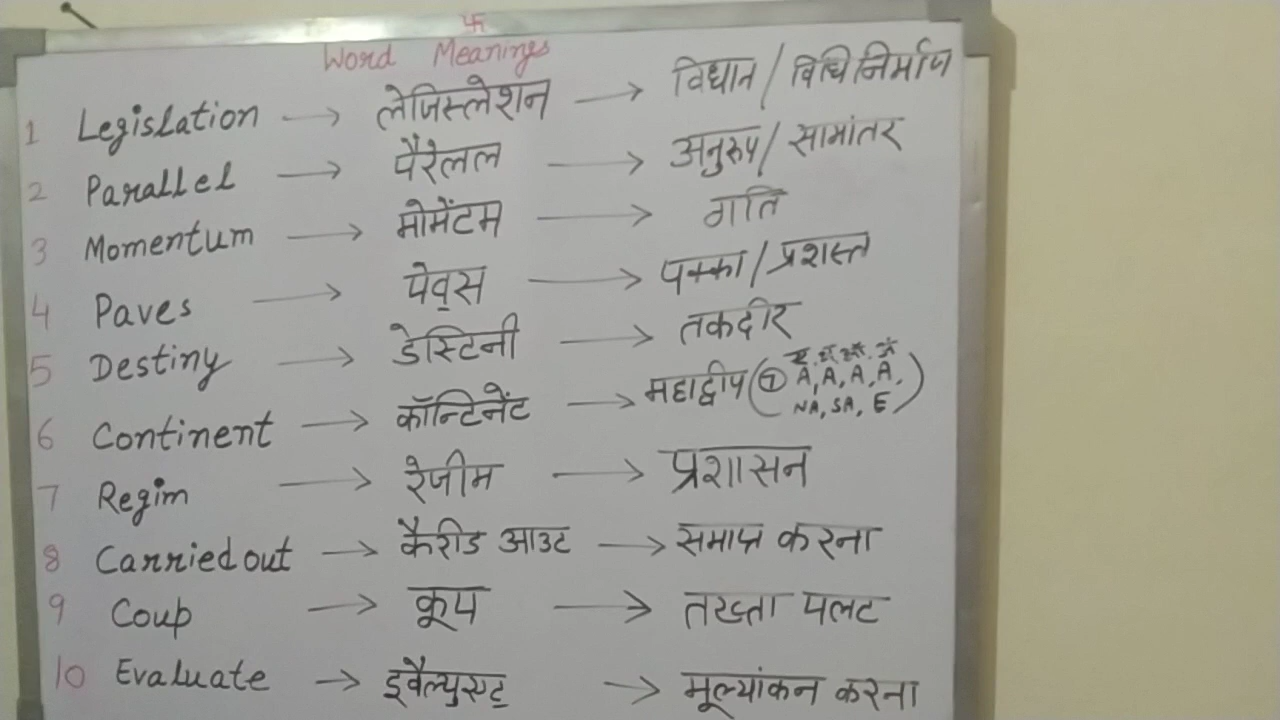 卐
Word Meanings
1 Legislation → लेजिस्लेशन → विधान / विधि निर्माण
2 Parallel → पैरेलल → अनुरुप / सामांतर
3 Momentum → मोमेंटम → गति
4 Paves → पेव्स → पक्का / प्रशस्त
5 Destiny → डेस्टिनी → तकदीर
6 Continent → कॉन्टिनेंट → महाद्वीप (7 A, A, A, A, NA, SA, E)
7 Regim → रेजीम → प्रशासन
8 Carried out → कैरीड आउट → समाप्त करना
9 Coup → कूप → तख्ता पलट
10 Evaluate → इवैल्युएट → मूल्यांकन करना